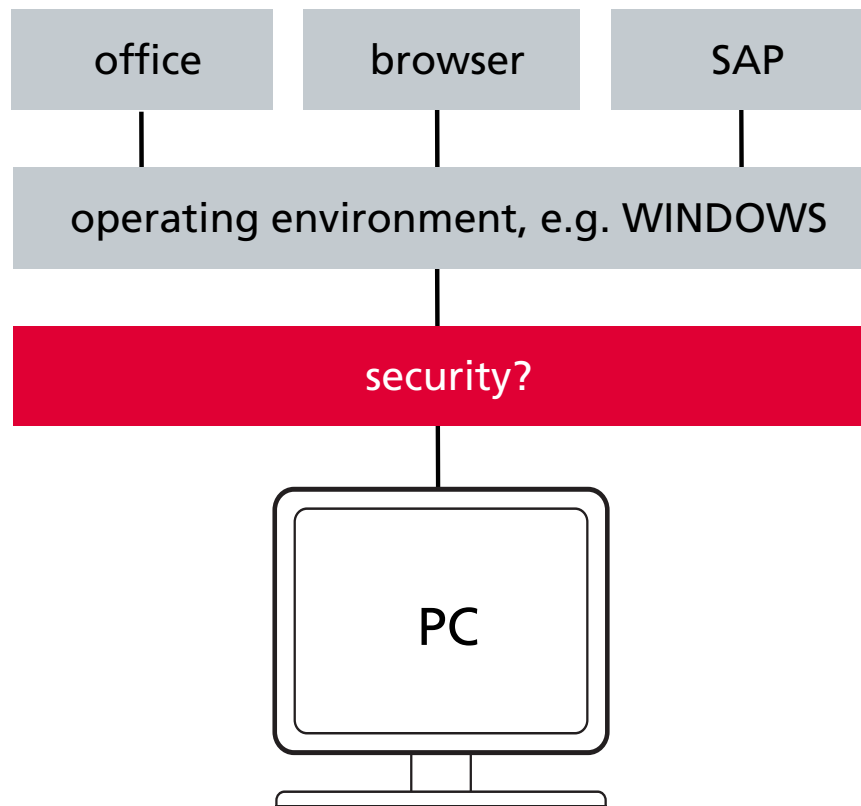 office
browser
SAP
operating environment, e.g. WINDOWS
security?
PC